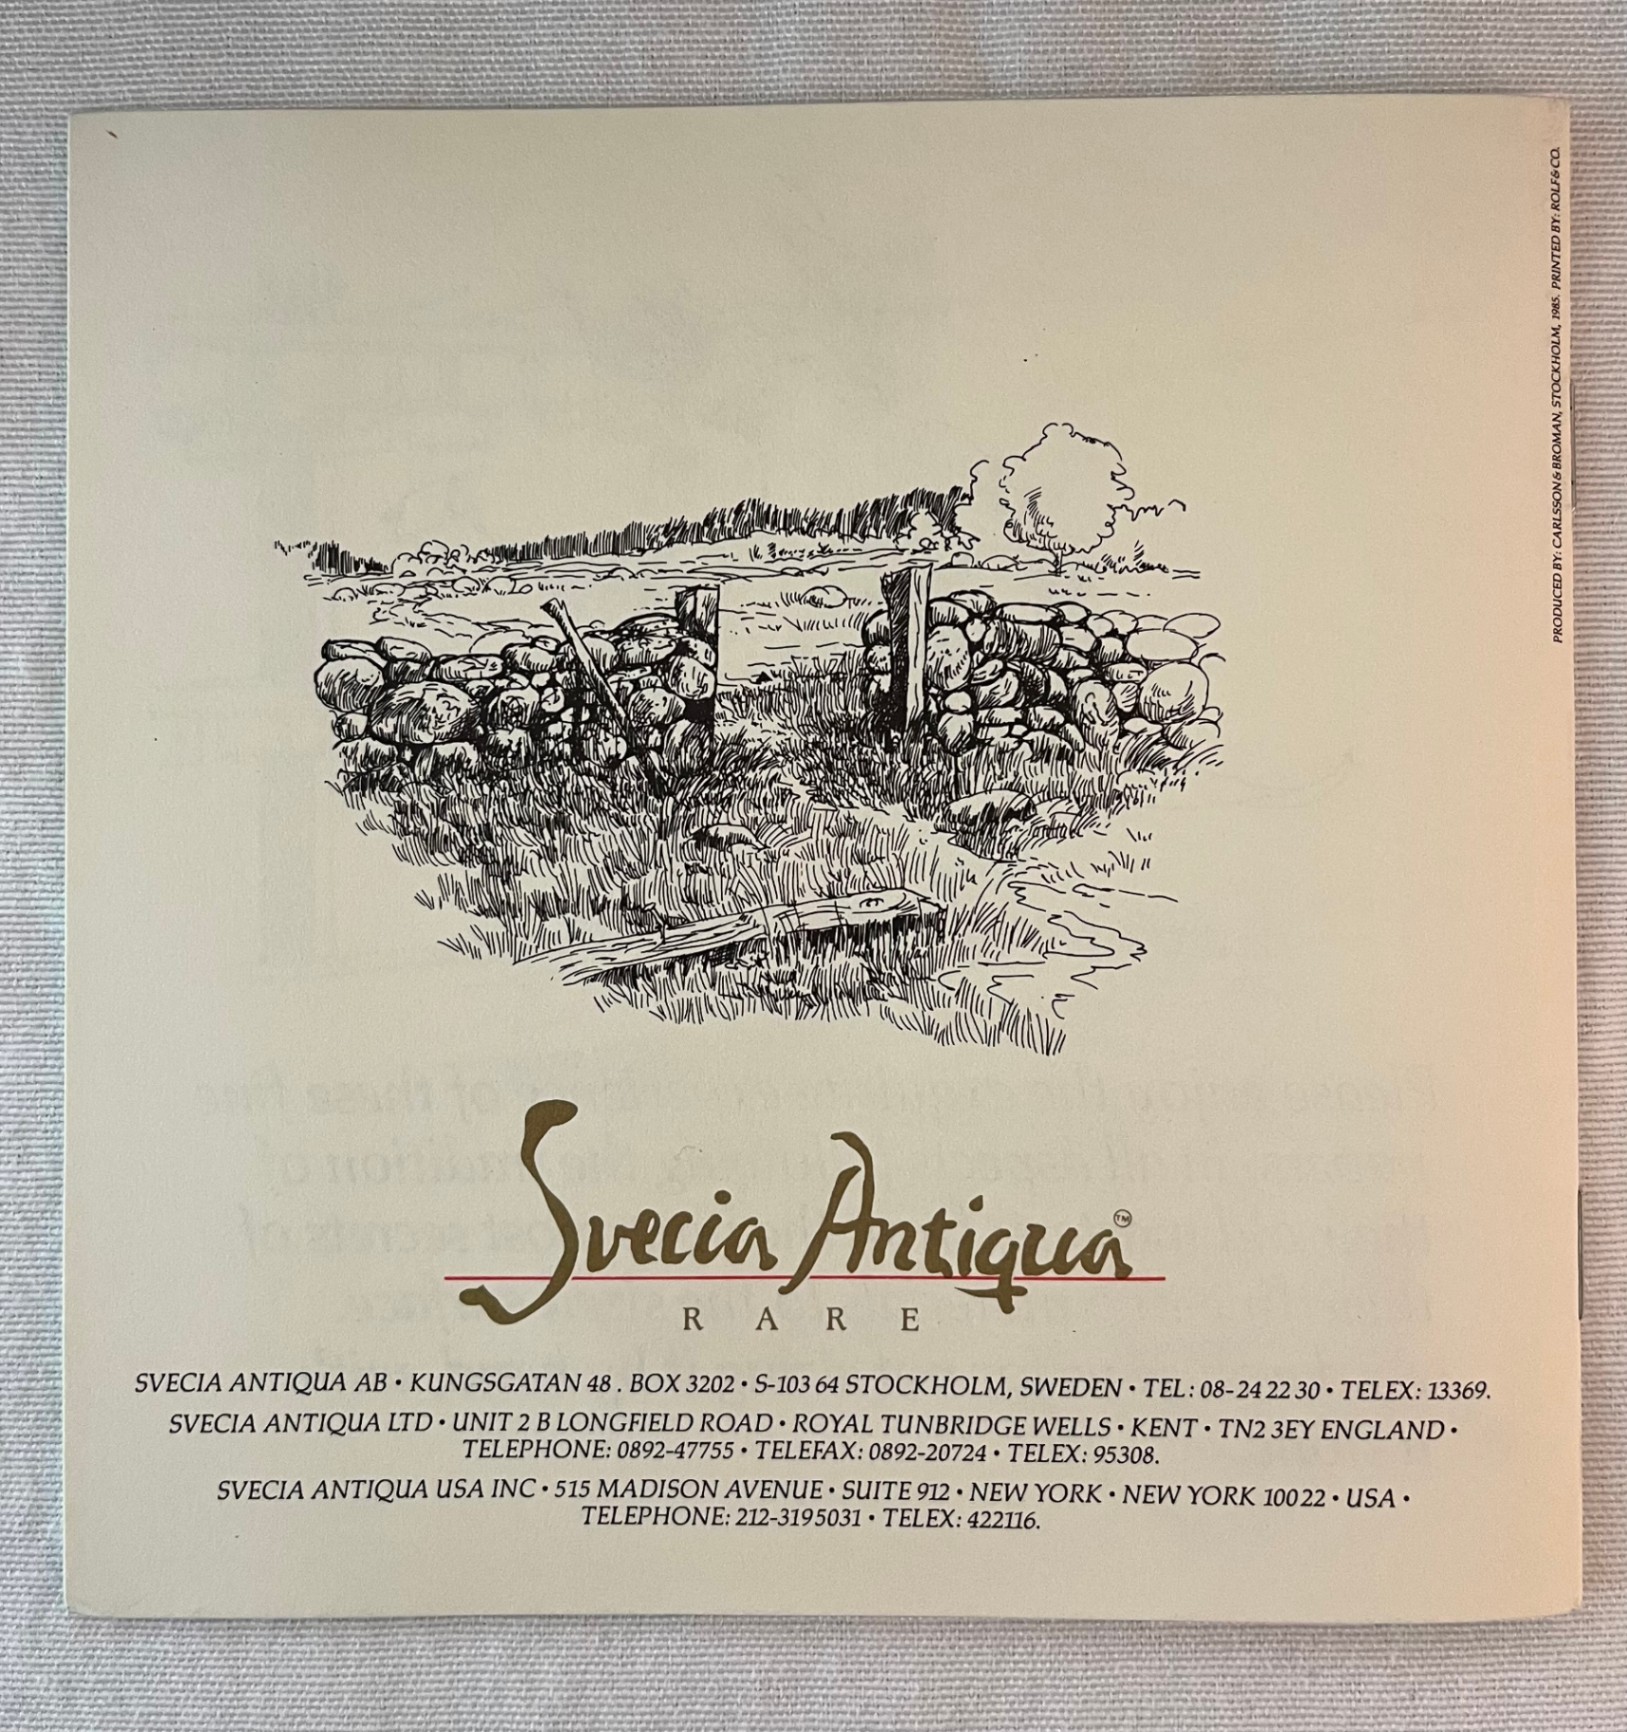 PRODUCED BY: CARLSSON & BROMAN, STOCKHOLM, 1985. PRINTED BY: ROLF & CO.
Svecia Antiqua™
RARE
SVECIA ANTIQUA AB • KUNGSGATAN 48. BOX 3202 • S-103 64 STOCKHOLM, SWEDEN • TEL: 08-24 22 30 • TELEX: 13369.
SVECIA ANTIQUA LTD • UNIT 2 B LONGFIELD ROAD • ROYAL TUNBRIDGE WELLS • KENT • TN2 3EY ENGLAND •
TELEPHONE: 0892-47755 • TELEFAX: 0892-20724 • TELEX: 95308.
SVECIA ANTIQUA USA INC • 515 MADISON AVENUE • SUITE 912 • NEW YORK • NEW YORK 10022 • USA •
TELEPHONE: 212-3195031 • TELEX: 422116.